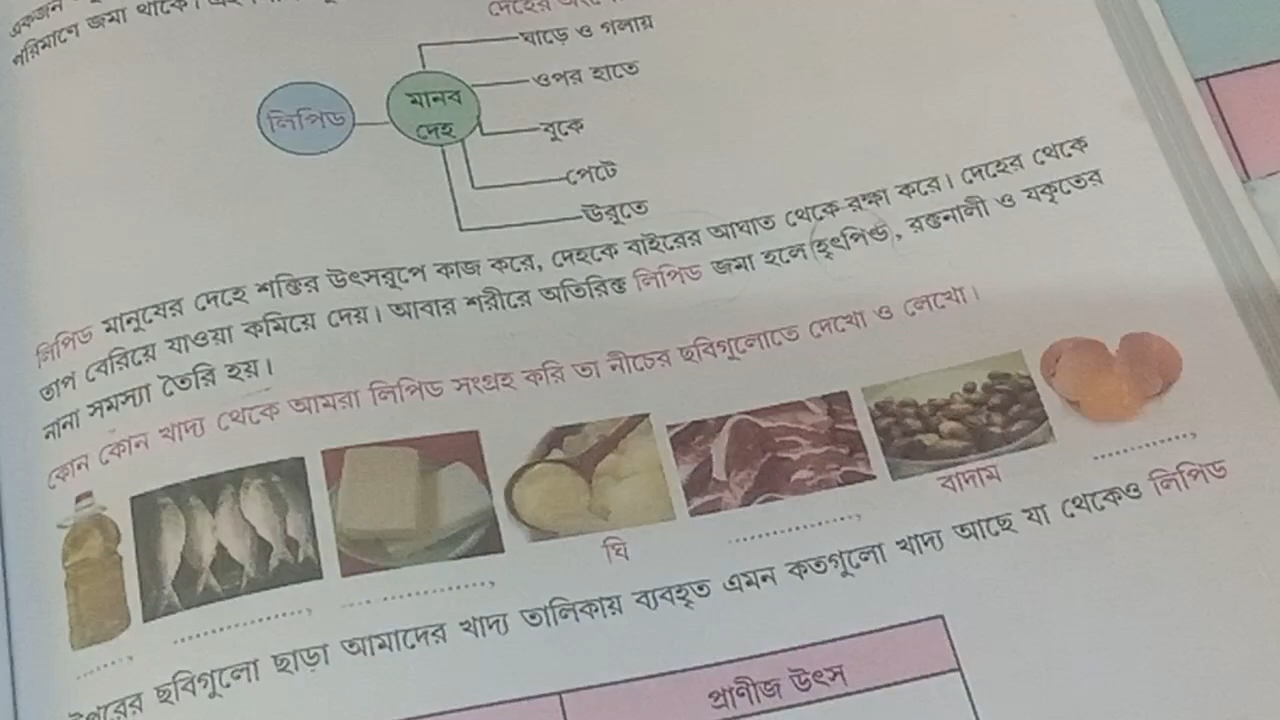 একজন
পরিমাণে জমা থাকে।
দেহের
ঘাড়ে ও গলায়
ওপর হাতে
লিপিড
মানব
দেহ
বুকে
পেটে
উরুতে
লিপিড মানুষের দেহে শক্তির উৎসরূপে কাজ করে, দেহকে বাইরের আঘাত থেকে রক্ষা করে। দেহের থেকে
তাপ বেরিয়ে যাওয়া কমিয়ে দেয়। আবার শরীরে অতিরিক্ত লিপিড জমা হলে হৃৎপিণ্ড, রক্তনালী ও যকৃতের
নানা সমস্যা তৈরি হয়।
কোন কোন খাদ্য থেকে আমরা লিপিড সংগ্রহ করি তা নীচের ছবিগুলোতে দেখো ও লেখো।
ঘি
বাদাম
ছবিগুলো ছাড়া আমাদের খাদ্য তালিকায় ব্যবহৃত এমন কতগুলো খাদ্য আছে যা থেকেও লিপিড
প্রাণীজ উৎস